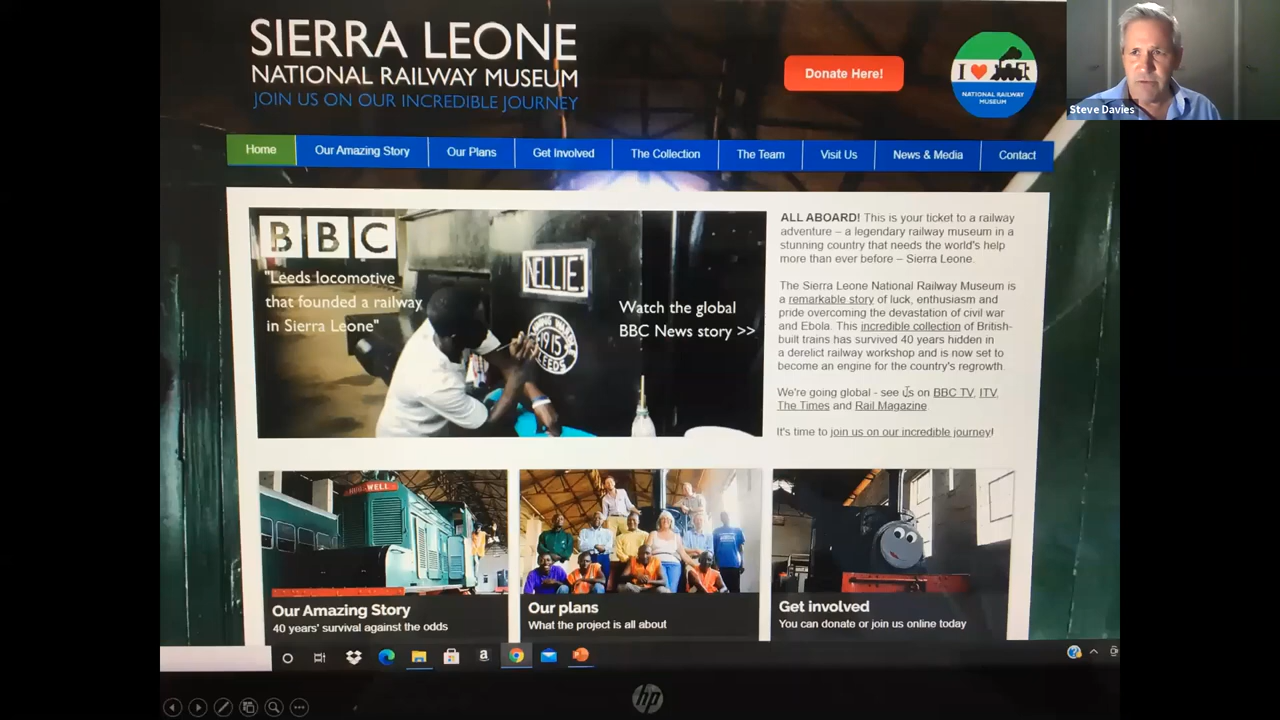 SIERRA LEONE
NATIONAL RAILWAY MUSEUM
JOIN US ON OUR INCREDIBLE JOURNEY
Donate Here!
I
NATIONAL RAILWAY
MUSEUM
Steve Davies
Home
Our Amazing Story
Our Plans
Get Involved
The Collection
The Team
Visit Us
News & Media
Contact
BBC
"Leeds locomotive
that founded a railway
in Sierra Leone"
NELLIE
1915
LEEDS
Watch the global
BBC News story >>
ALL ABOARD! This is your ticket to a railway
adventure – a legendary railway museum in a
stunning country that needs the world's help
more than ever before – Sierra Leone.
The Sierra Leone National Railway Museum is
a remarkable story of luck, enthusiasm and
pride overcoming the devastation of civil war
and Ebola. This incredible collection of British-
built trains has survived 40 years hidden in
a derelict railway workshop and is now set to
become an engine for the country's regrowth.
We're going global - see us on BBC TV, ITV,
The Times and Rail Magazine.
It's time to join us on our incredible journey!
Our Amazing Story
40 years' survival against the odds
Our plans
What the project is all about
Get involved
You can donate or join us online today
hp